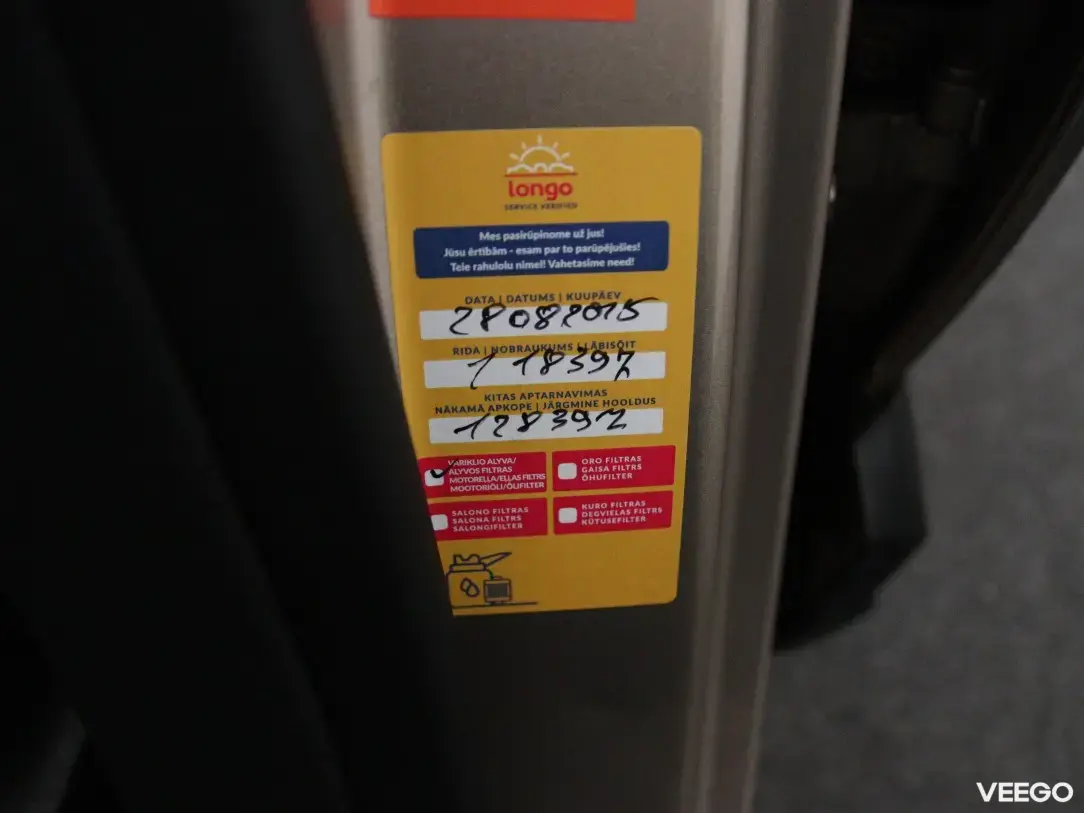 longo
SERVICE VERIFIED
Mes pasirūpinome už jus!
Jūsu ērtībām - esam par to parūpējušies!
Teie rahulolu nimel! Vahetasime need!
DATA | DATUMS | KUUPÄEV
28082015
RIDA | NOBRAUKUMS | LÄBISÕIT
118397
KITAS APTARNAVIMAS
NĀKAMĀ APKOPE | JÄRGMINE HOOLDUS
128397
VARIKLIO ALYVA/
ALYVOS FILTRAS
MOTOREĻĻA/EĻĻAS FILTRS
MOOTORIÕLI/ÕLIFILTER
ORO FILTRAS
GAISA FILTRS
ÕHUFILTER
SALONO FILTRAS
SALONA FILTRS
SALONGIFILTER
KURO FILTRAS
DEGVIELAS FILTRS
KÜTUSEFILTER
VEEGO